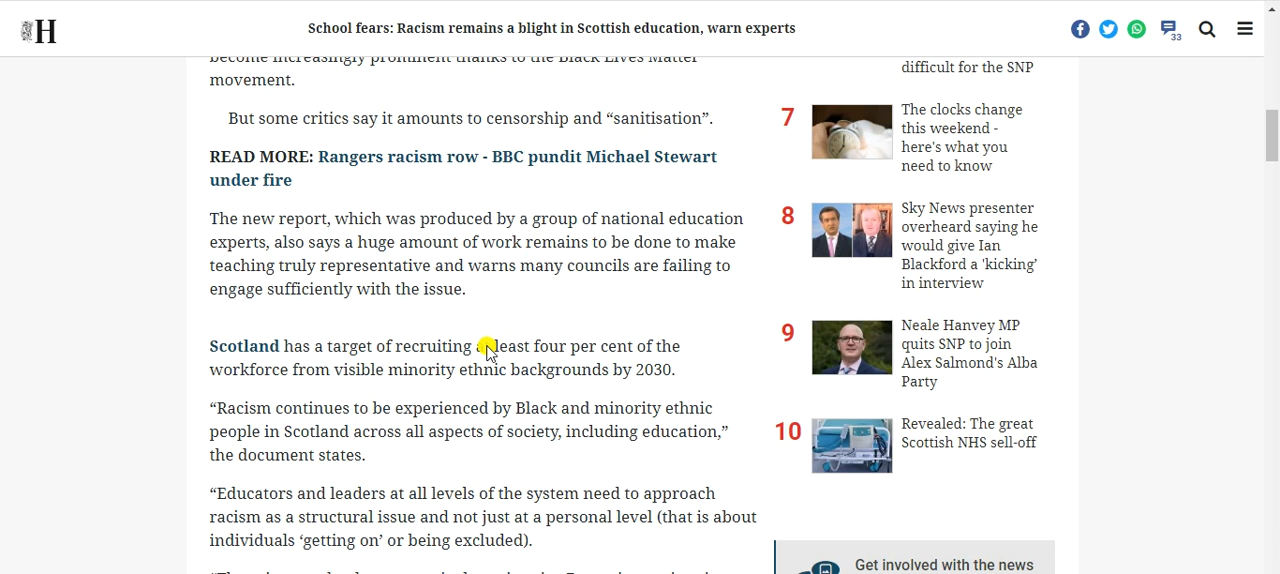 H
School fears: Racism remains a blight in Scottish education, warn experts
33
become increasingly prominent thanks to the Black Lives Matter
movement.
But some critics say it amounts to censorship and “sanitisation”.
READ MORE: Rangers racism row - BBC pundit Michael Stewart
under fire
The new report, which was produced by a group of national education
experts, also says a huge amount of work remains to be done to make
teaching truly representative and warns many councils are failing to
engage sufficiently with the issue.
Scotland has a target of recruiting at least four per cent of the
workforce from visible minority ethnic backgrounds by 2030.
“Racism continues to be experienced by Black and minority ethnic
people in Scotland across all aspects of society, including education,”
the document states.
“Educators and leaders at all levels of the system need to approach
racism as a structural issue and not just at a personal level (that is about
individuals ‘getting on’ or being excluded).
difficult for the SNP
7
The clocks change
this weekend -
here's what you
need to know
8
Sky News presenter
overheard saying he
would give Ian
Blackford a 'kicking’
in interview
9
Neale Hanvey MP
quits SNP to join
Alex Salmond's Alba
Party
10
Revealed: The great
Scottish NHS sell-off
Get involved with the news